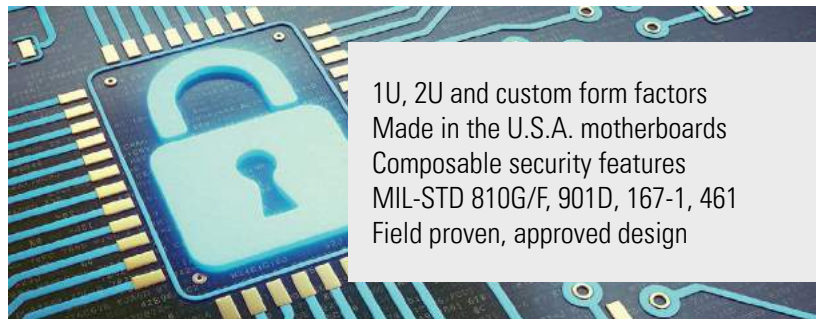 1U, 2U and custom form factors
Made in the U.S.A. motherboards
Composable security features
MIL-STD 810G/F, 901D, 167-1, 461
Field proven, approved design